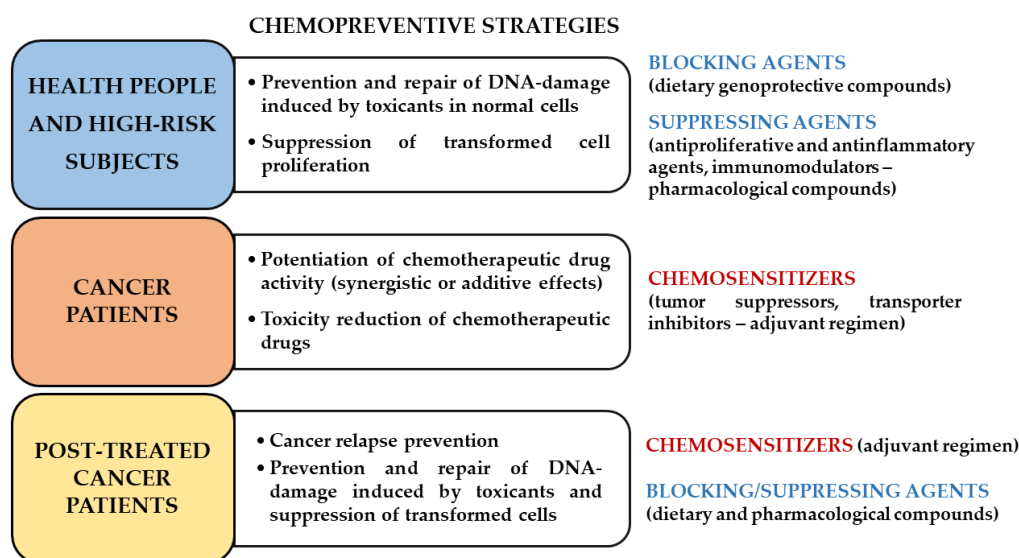 CHEMOPREVENTIVE STRATEGIES
HEALTH PEOPLE
AND HIGH-RISK
SUBJECTS
• Prevention and repair of DNA-damage
induced by toxicants in normal cells
• Suppression of transformed cell
proliferation
BLOCKING AGENTS
(dietary genoprotective compounds)
SUPPRESSING AGENTS
(antiproliferative and antinflammatory
agents, immunomodulators –
pharmacological compounds)
CANCER
PATIENTS
• Potentiation of chemotherapeutic drug
activity (synergistic or additive effects)
• Toxicity reduction of chemotherapeutic
drugs
CHEMOSENSITIZERS
(tumor suppressors, transporter
inhibitors – adjuvant regimen)
POST-TREATED
CANCER
PATIENTS
• Cancer relapse prevention
• Prevention and repair of DNA-
damage induced by toxicants and
suppression of transformed cells
CHEMOSENSITIZERS (adjuvant regimen)
BLOCKING/SUPPRESSING AGENTS
(dietary and pharmacological compounds)